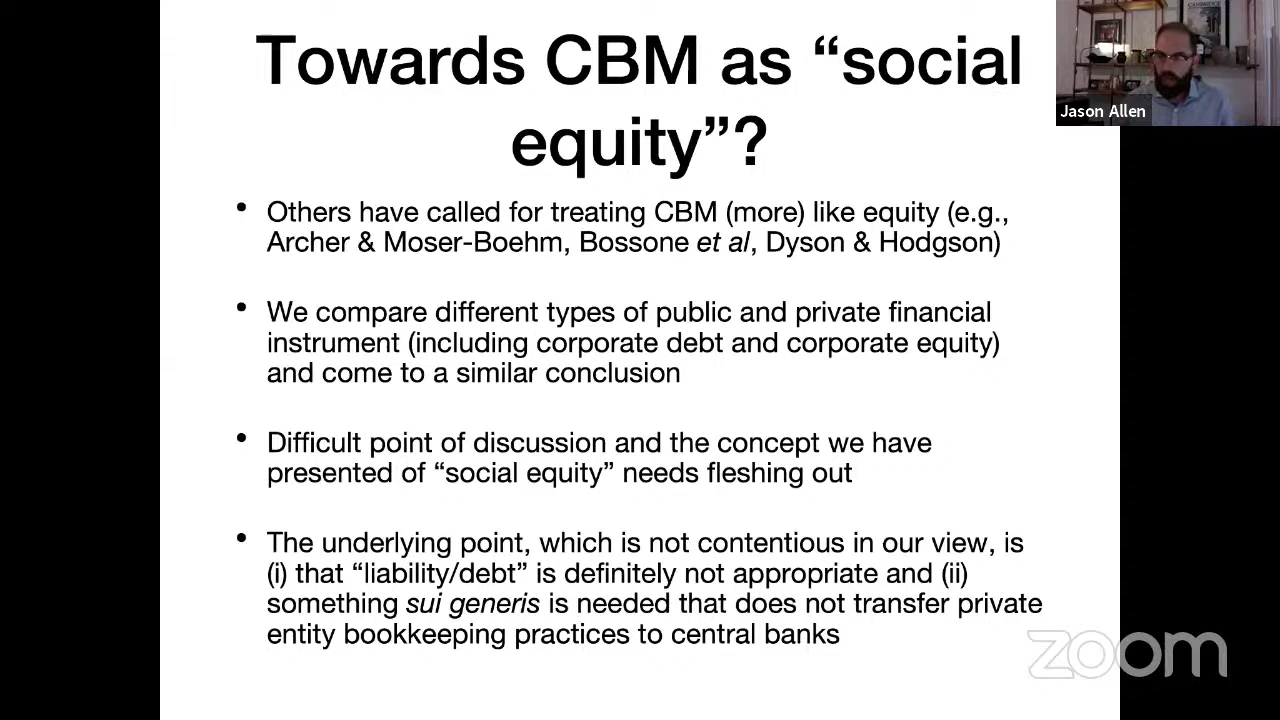 Towards CBM as “social
equity”?
• Others have called for treating CBM (more) like equity (e.g.,
Archer & Moser-Boehm, Bossone et al, Dyson & Hodgson)
• We compare different types of public and private financial
instrument (including corporate debt and corporate equity)
and come to a similar conclusion
• Difficult point of discussion and the concept we have
presented of “social equity” needs fleshing out
• The underlying point, which is not contentious in our view, is
(i) that “liability/debt” is definitely not appropriate and (ii)
something sui generis is needed that does not transfer private
entity bookkeeping practices to central banks
CAMBRIDGE
Jason Allen
zoom